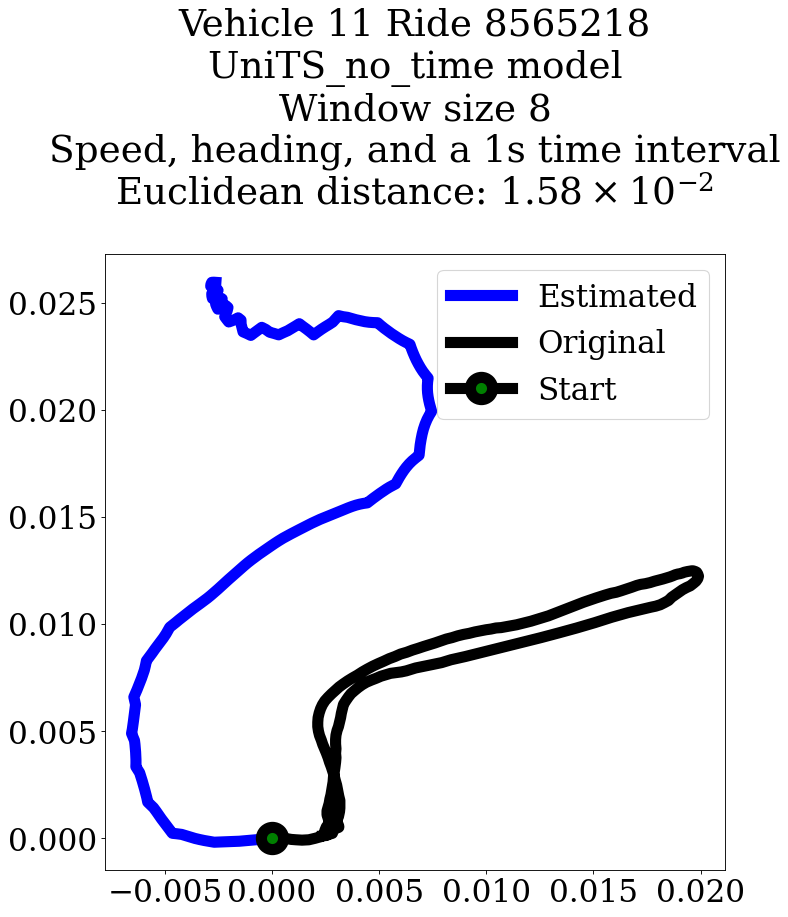 Vehicle 11 Ride 8565218
UniTS_no_time model
Window size 8
Speed, heading, and a 1s time interval
Euclidean distance: 1.58 × 10⁻²
Estimated
Original
Start
0.025
0.020
0.015
0.010
0.005
0.000
−0.005 0.000 0.005 0.010 0.015 0.020